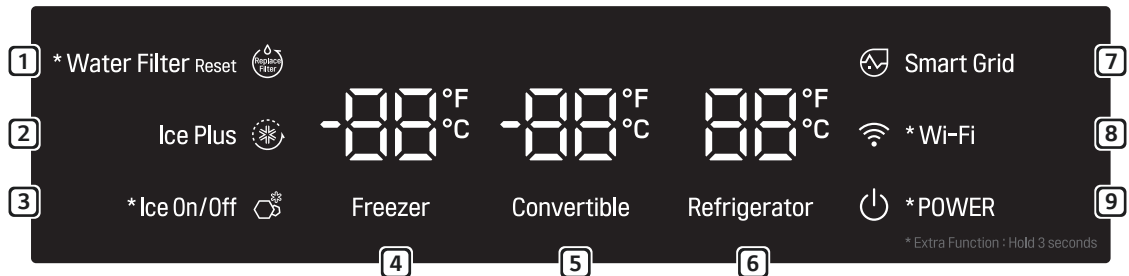 1 * Water Filter Reset Replace Filter
-88 °F °C -88 °F °C 88 °F °C
Smart Grid 7
2 Ice Plus
* Wi-Fi 8
3 * Ice On/Off
Freezer Convertible Refrigerator
* POWER 9
* Extra Function : Hold 3 seconds
4 5 6